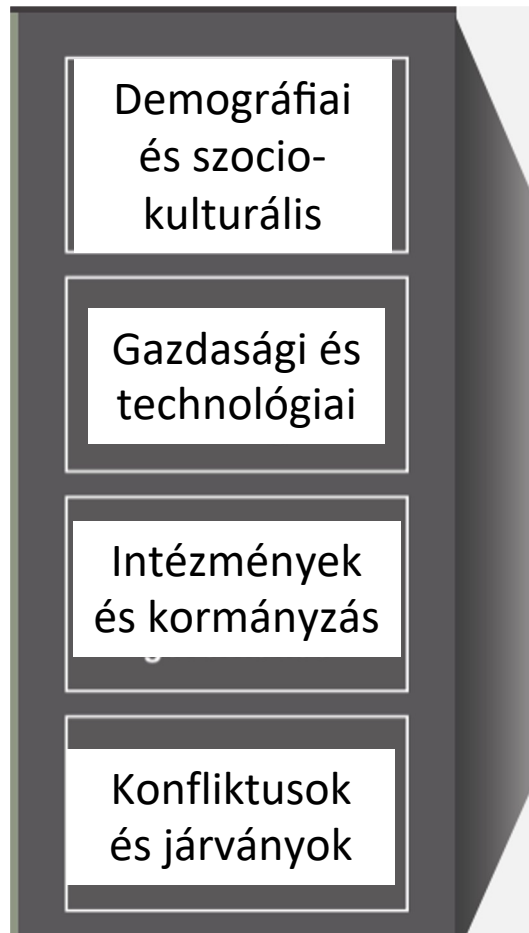 Demográfiai
és szocio-
kulturális
Gazdasági és
technológiai
Intézmények
és kormányzás
Konfliktusok
és járványok